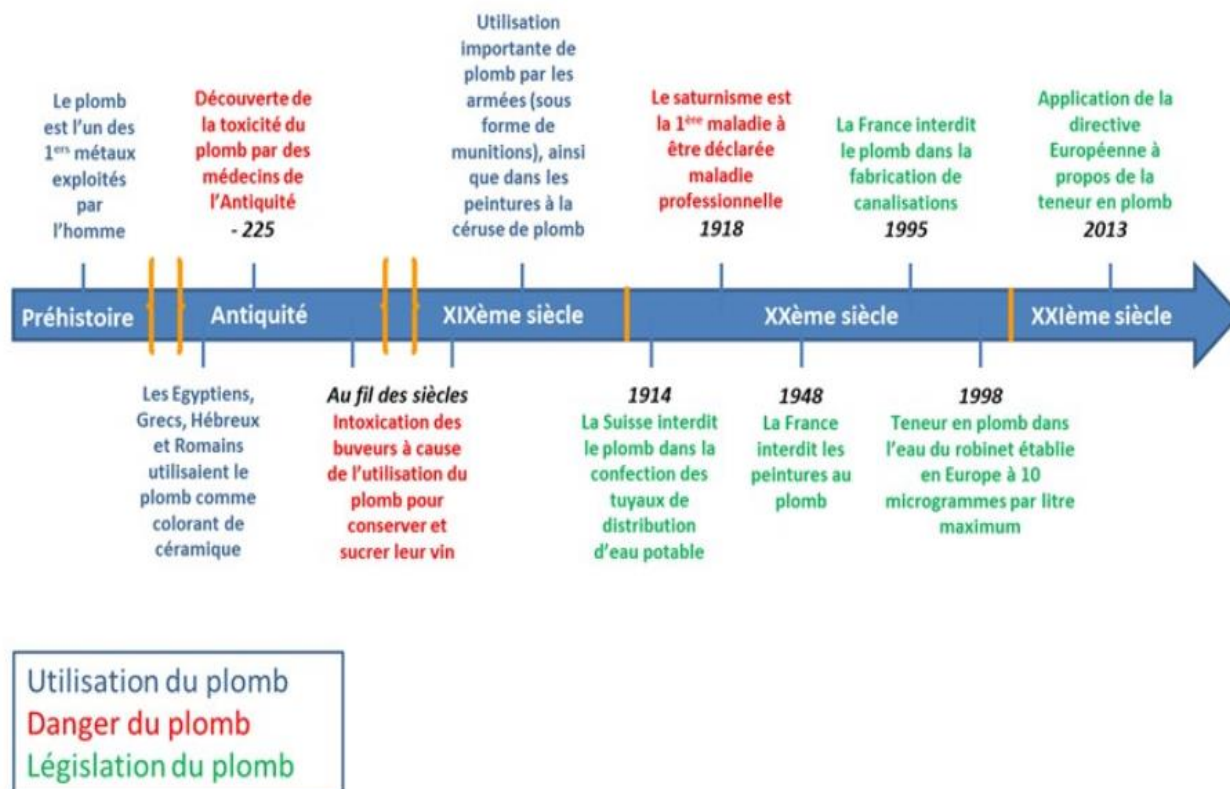 Le plomb
est l'un des
1ers métaux
exploités
par
l'homme
Découverte de
la toxicité du
plomb par des
médecins de
l'Antiquité
- 225
Utilisation
importante de
plomb par les
armées (sous
forme de
munitions), ainsi
que dans les
peintures à la
céruse de plomb
Le saturnisme est
la 1ère maladie à
être déclarée
maladie
professionnelle
1918
La France interdit
le plomb dans la
fabrication de
canalisations
1995
Application de la
directive
Européenne à
propos de la
teneur en plomb
2013
Préhistoire
Antiquité
XIXème siècle
XXème siècle
XXIème siècle
Les Egyptiens,
Grecs, Hébreux
et Romains
utilisaient le
plomb comme
colorant de
céramique
Au fil des siècles
Intoxication des
buveurs à cause
de l'utilisation du
plomb pour
conserver et
sucrer leur vin
1914
La Suisse interdit
le plomb dans la
confection des
tuyaux de
distribution
d'eau potable
1948
La France
interdit les
peintures au
plomb
1998
Teneur en plomb dans
l'eau du robinet établie
en Europe à 10
microgrammes par litre
maximum
Utilisation du plomb
Danger du plomb
Législation du plomb